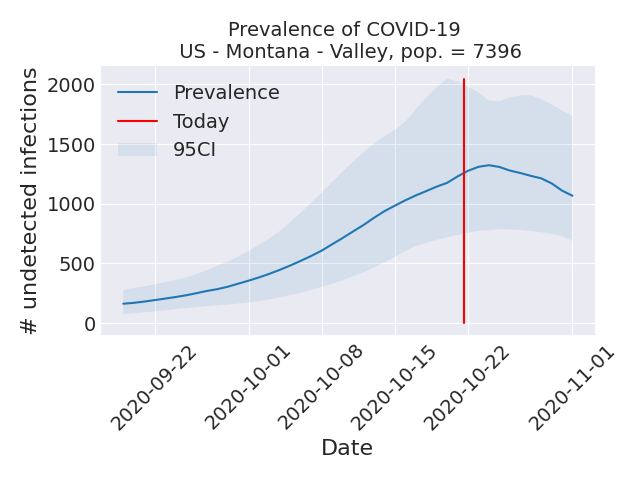 Prevalence of COVID-19
US - Montana - Valley, pop. = 7396
# undetected infections
2000
1500
1000
500
0
Prevalence
Today
95CI
2020-09-22
2020-10-01
2020-10-08
2020-10-15
2020-10-22
2020-11-01
Date